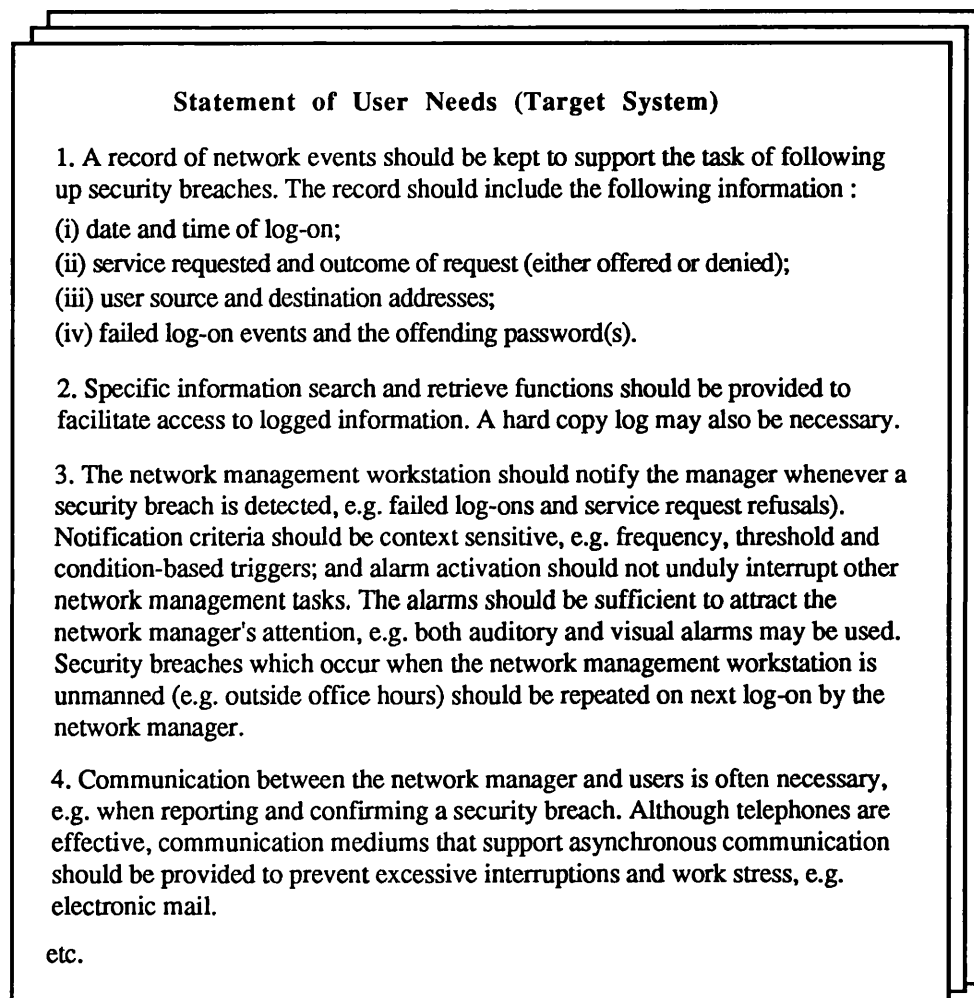 Statement of User Needs (Target System)
1. A record of network events should be kept to support the task of following
up security breaches. The record should include the following information :
(i) date and time of log-on;
(ii) service requested and outcome of request (either offered or denied);
(iii) user source and destination addresses;
(iv) failed log-on events and the offending password(s).
2. Specific information search and retrieve functions should be provided to
facilitate access to logged information. A hard copy log may also be necessary.
3. The network management workstation should notify the manager whenever a
security breach is detected, e.g. failed log-ons and service request refusals).
Notification criteria should be context sensitive, e.g. frequency, threshold and
condition-based triggers; and alarm activation should not unduly interrupt other
network management tasks. The alarms should be sufficient to attract the
network manager's attention, e.g. both auditory and visual alarms may be used.
Security breaches which occur when the network management workstation is
unmanned (e.g. outside office hours) should be repeated on next log-on by the
network manager.
4. Communication between the network manager and users is often necessary,
e.g. when reporting and confirming a security breach. Although telephones are
effective, communication mediums that support asynchronous communication
should be provided to prevent excessive interruptions and work stress, e.g.
electronic mail.
etc.